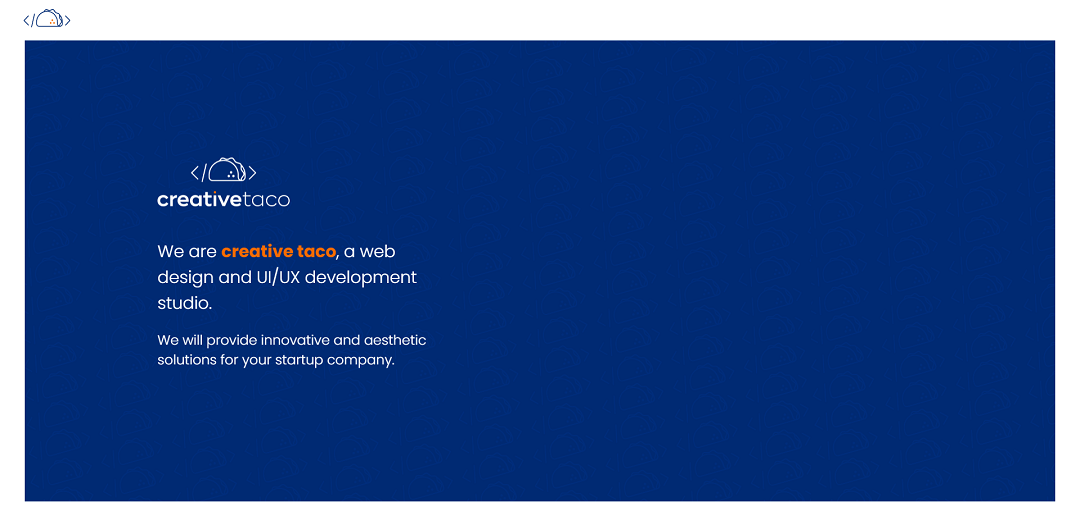 creativetaco
We are creative taco, a web
design and UI/UX development
studio.
We will provide innovative and aesthetic
solutions for your startup company.